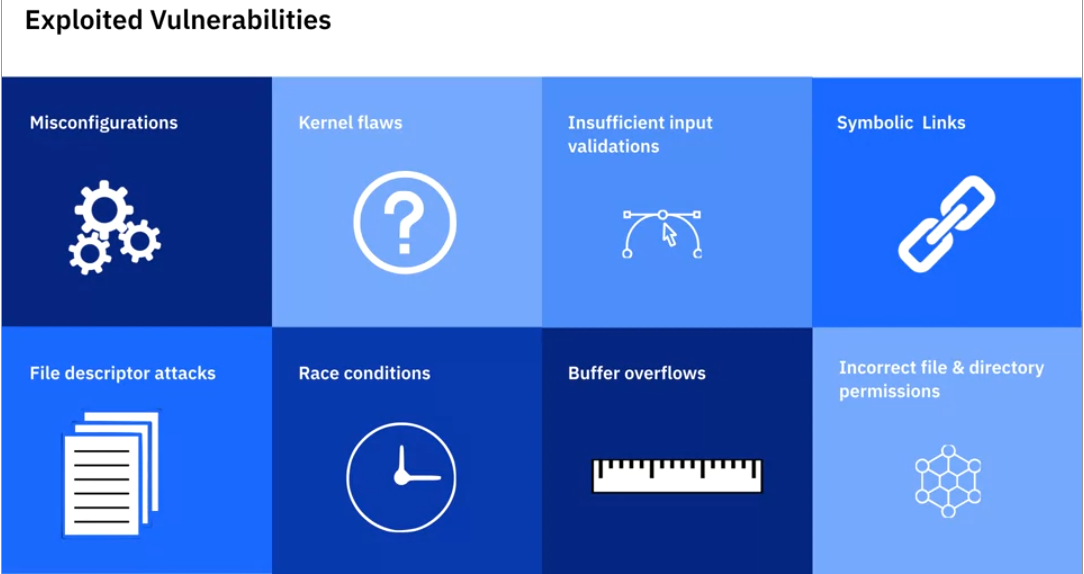 Exploited Vulnerabilities
Misconfigurations
Kernel flaws
Insufficient input
validations
Symbolic Links
File descriptor attacks
Race conditions
Buffer overflows
Incorrect file & directory
permissions